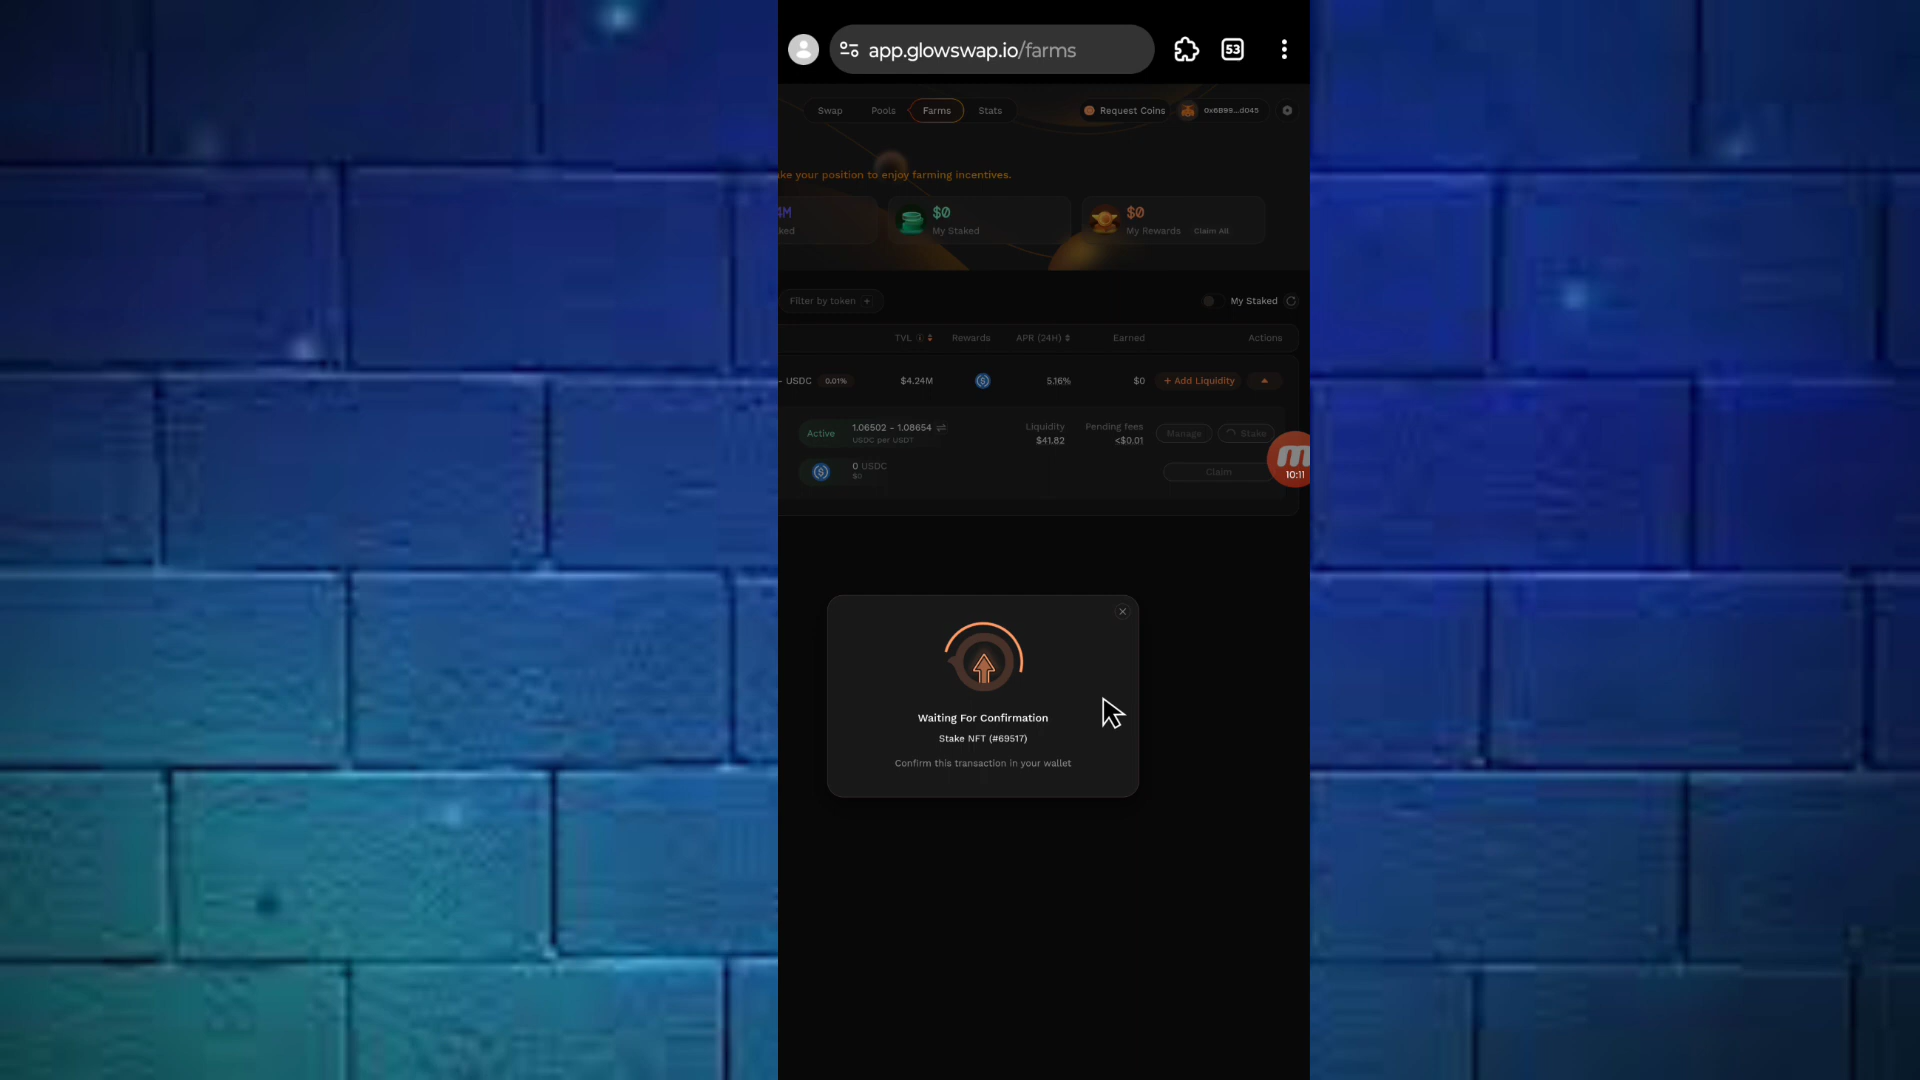 app.glowswap.io/farms
53
Swap
Pools
Farms
Stats
Request Coins
0x6B99...d045
ke your position to enjoy farming incentives.
4M
ked
$0
My Staked
$0
My Rewards
Claim All
Filter by token +
My Staked
TVL
Rewards
APR (24H)
Earned
Actions
- USDC
0.01%
$4.24M
5.16%
$0
+ Add Liquidity
Active
1.06502 - 1.08654
USDC per USDT
Liquidity
$41.82
Pending fees
<$0.01
Manage
Stake
0 USDC
$0
Claim
10:11
Waiting For Confirmation
Stake NFT (#69517)
Confirm this transaction in your wallet